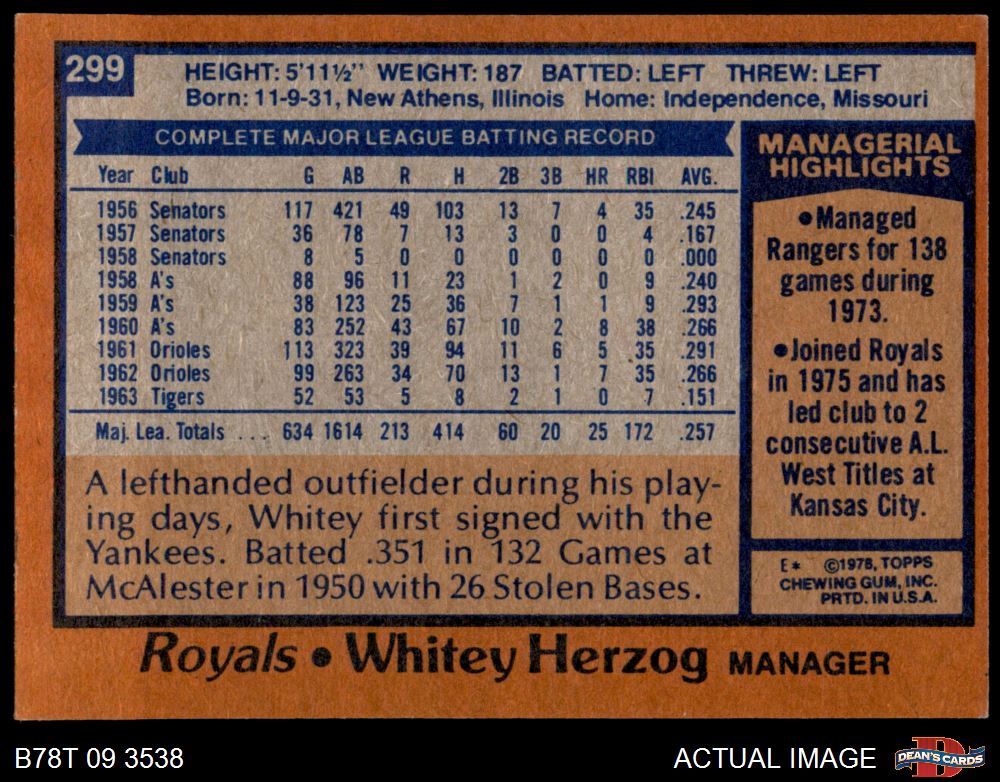 299
HEIGHT: 5'11½" WEIGHT: 187 BATTED: LEFT THREW: LEFT
Born: 11-9-31, New Athens, Illinois Home: Independence, Missouri
COMPLETE MAJOR LEAGUE BATTING RECORD
Year Club G AB R H 2B 3B HR RBI AVG.
1956 Senators 117 421 49 103 13 7 4 35 .245
1957 Senators 36 78 7 13 3 0 0 4 .167
1958 Senators 8 5 0 0 0 0 0 0 .000
1958 A's 88 96 11 23 1 2 0 9 .240
1959 A's 38 123 25 36 7 1 1 9 .293
1960 A's 83 252 43 67 10 2 8 38 .266
1961 Orioles 113 323 39 94 11 6 5 35 .291
1962 Orioles 99 263 34 70 13 1 7 35 .266
1963 Tigers 52 53 5 8 2 1 0 7 .151
Maj. Lea. Totals ... 634 1614 213 414 60 20 25 172 .257
A lefthanded outfielder during his play-
ing days, Whitey first signed with the
Yankees. Batted .351 in 132 Games at
McAlester in 1950 with 26 Stolen Bases.
MANAGERIAL
HIGHLIGHTS
•Managed
Rangers for 138
games during
1973.
•Joined Royals
in 1975 and has
led club to 2
consecutive A.L.
West Titles at
Kansas City.
E* ©1978, TOPPS
CHEWING GUM, INC.
PRTD. IN U.S.A.
Royals • Whitey Herzog MANAGER
B78T 09 3538
ACTUAL IMAGE
D
DEAN'S CARDS